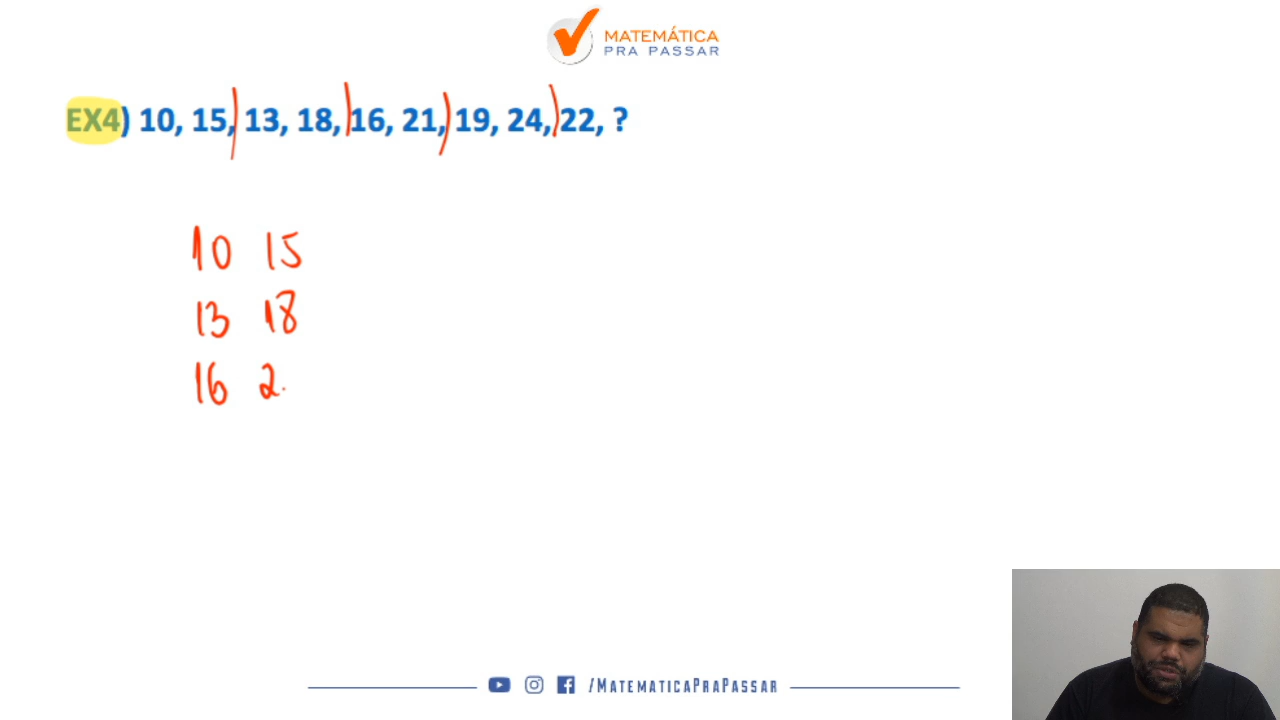 MATEMÁTICA
PRA PASSAR
EX4) 10, 15, 13, 18, 16, 21, 19, 24, 22, ?
10 15
13 18
16 2
/MATEMATICAPRAPASSAR